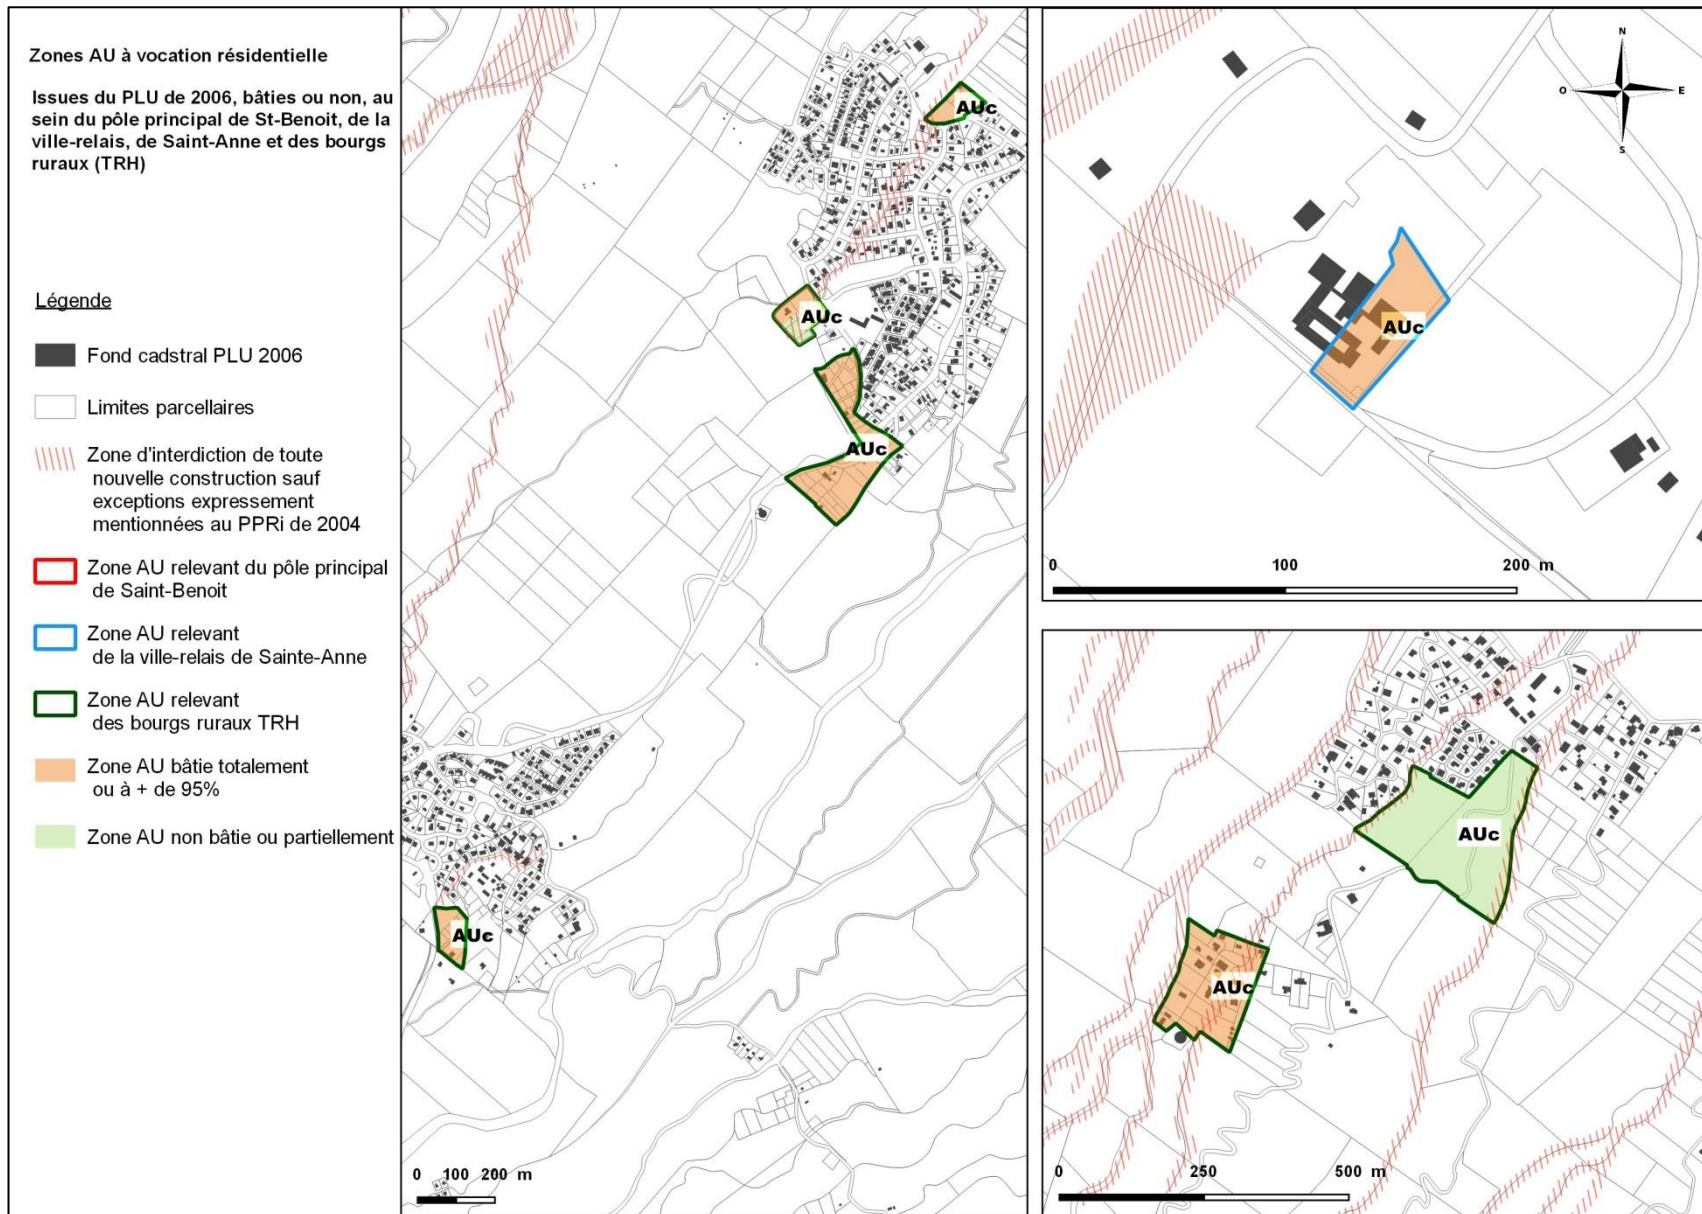 Zones AU à vocation résidentielle
Issues du PLU de 2006, bâties ou non, au
sein du pôle principal de St-Benoit, de la
ville-relais, de Saint-Anne et des bourgs
ruraux (TRH)
Légende
Fond cadstral PLU 2006
Limites parcellaires
Zone d'interdiction de toute
nouvelle construction sauf
exceptions expressement
mentionnées au PPRi de 2004
Zone AU relevant du pôle principal
de Saint-Benoit
Zone AU relevant
de la ville-relais de Sainte-Anne
Zone AU relevant
des bourgs ruraux TRH
Zone AU bâtie totalement
ou à + de 95%
Zone AU non bâtie ou partiellement
AUc
AUc
AUc
AUc
0 100 200 m
N
O E
S
AUc
0 100 200 m
AUc
AUc
0 250 500 m